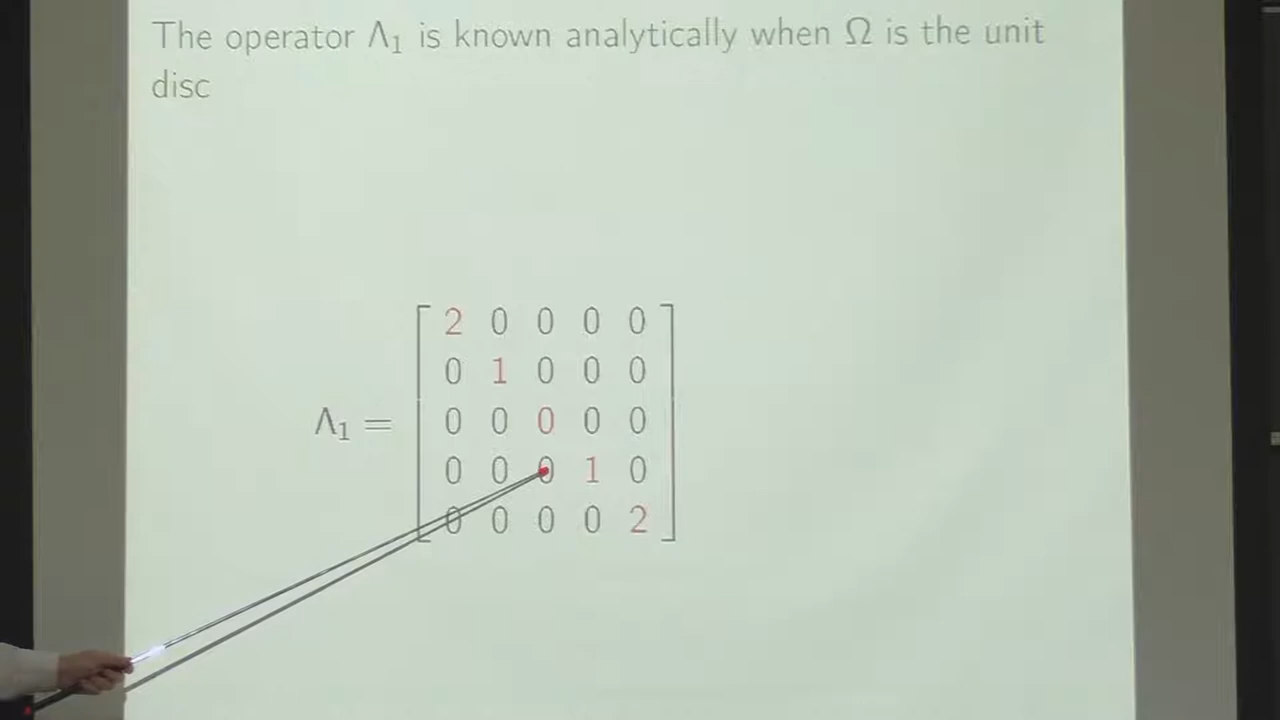 The operator Λ₁ is known analytically when Ω is the unit
disc
2 0 0 0 0
0 1 0 0 0
Λ₁ = 0 0 0 0 0
0 0 0 1 0
0 0 0 0 2